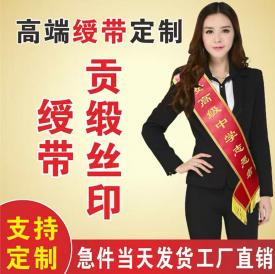 高端绶带定制
贡缎丝印
绶带
高级中学志愿者
支持
定制
急件当天发货工厂直销